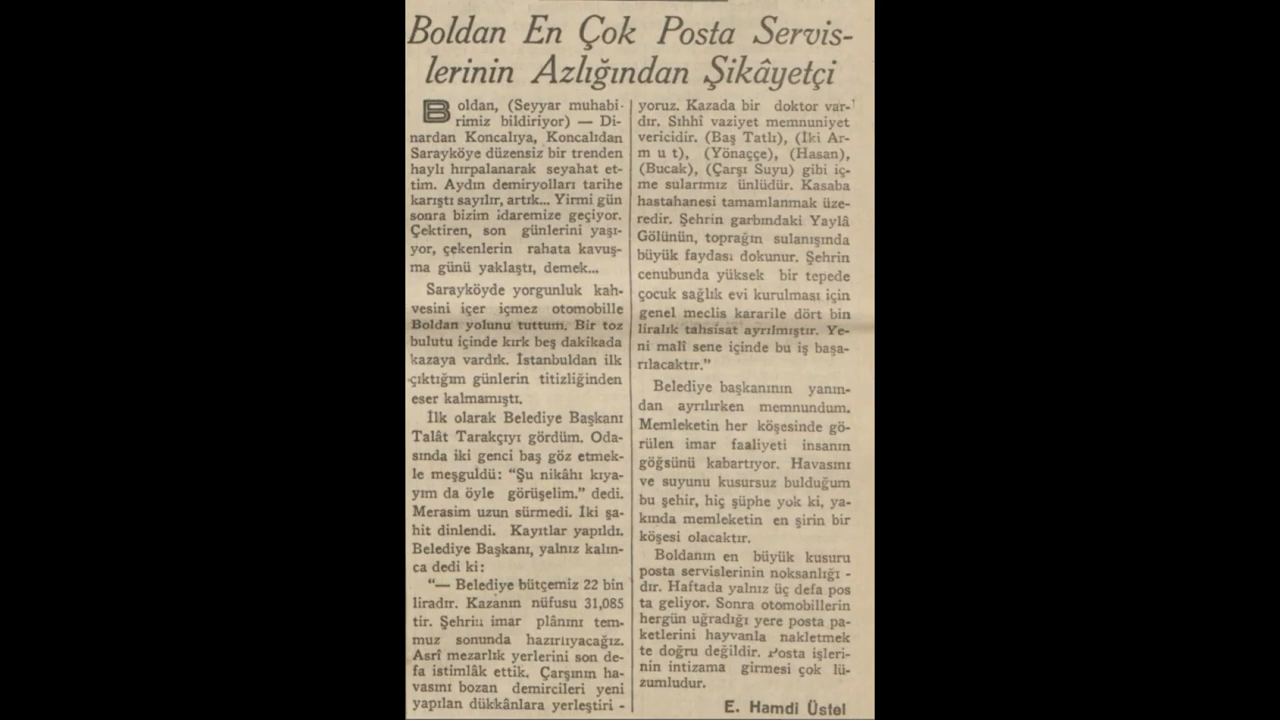 Boldan En Çok Posta Servis-
lerinin Azlığından Şikâyetçi
Boldan, (Seyyar muhabi-
rimiz bildiriyor) — Di-
nardan Koncalıya, Koncalıdan
Sarayköye düzensiz bir trenden
haylı hırpalanarak seyahat et-
tim. Aydın demiryolları tarihe
karıştı sayılır, artık... Yirmi gün
sonra bizim idaremize geçiyor.
Çektiren, son günlerini yaşı-
yor, çekenlerin rahata kavuş-
ma günü yaklaştı, demek...
Sarayköyde yorgunluk kah-
vesini içer içmez otomobille
Boldan yolunu tuttum. Bir toz
bulutu içinde kırk beş dakikada
kazaya vardık. İstanbuldan ilk
çıktığım günlerin titizliğinden
eser kalmamıştı.
İlk olarak Belediye Başkanı
Talât Tarakçıyı gördüm. Oda-
sında iki genci baş göz etmek-
le meşguldü: “Şu nikâhı kıya-
yım da öyle görüşelim.” dedi.
Merasim uzun sürmedi. İki şa-
hit dinlendi. Kayıtlar yapıldı.
Belediye Başkanı, yalnız kalın-
ca dedi ki:
“— Belediye bütçemiz 22 bin
liradır. Kazanın nüfusu 31,085
tir. Şehrin imar plânını tem-
muz sonunda hazırlıyacağız.
Asrî mezarlık yerlerini son de-
fa istimlâk ettik. Çarşının ha-
vasını bozan demircileri yeni
yapılan dükkânlara yerleştiri -
yoruz. Kazada bir doktor var-
dır. Sıhhî vaziyet memnuniyet
vericidir. (Baş Tatlı), (İki Ar-
m u t), (Yönaççe), (Hasan),
(Bucak), (Çarşı Suyu) gibi iç-
me sularımız ünlüdür. Kasaba
hastahanesi tamamlanmak üze-
redir. Şehrin garbındaki Yaylâ
Gölünün, toprağın sulanışında
büyük faydası dokunur. Şehrin
cenubunda yüksek bir tepede
çocuk sağlık evi kurulması için
genel meclis kararile dört bin
liralık tahsisat ayrılmıştır. Ye-
ni malî sene içinde bu iş başa-
rılacaktır.”
Belediye başkanının yanın-
dan ayrılırken memnundum.
Memleketin her köşesinde gö-
rülen imar faaliyeti insanın
göğsünü kabartıyor. Havasını
ve suyunu kusursuz bulduğum
bu şehir, hiç şüphe yok ki, ya-
kında memleketin en şirin bir
köşesi olacaktır.
Boldanın en büyük kusuru
posta servislerinin noksanlığı -
dır. Haftada yalnız üç defa pos
ta geliyor. Sonra otomobillerin
hergün uğradığı yere posta pa-
ketlerini hayvanla nakletmek
te doğru değildir. Posta işleri-
nin intizama girmesi çok lü-
zumludur.
E. Hamdi Üstel